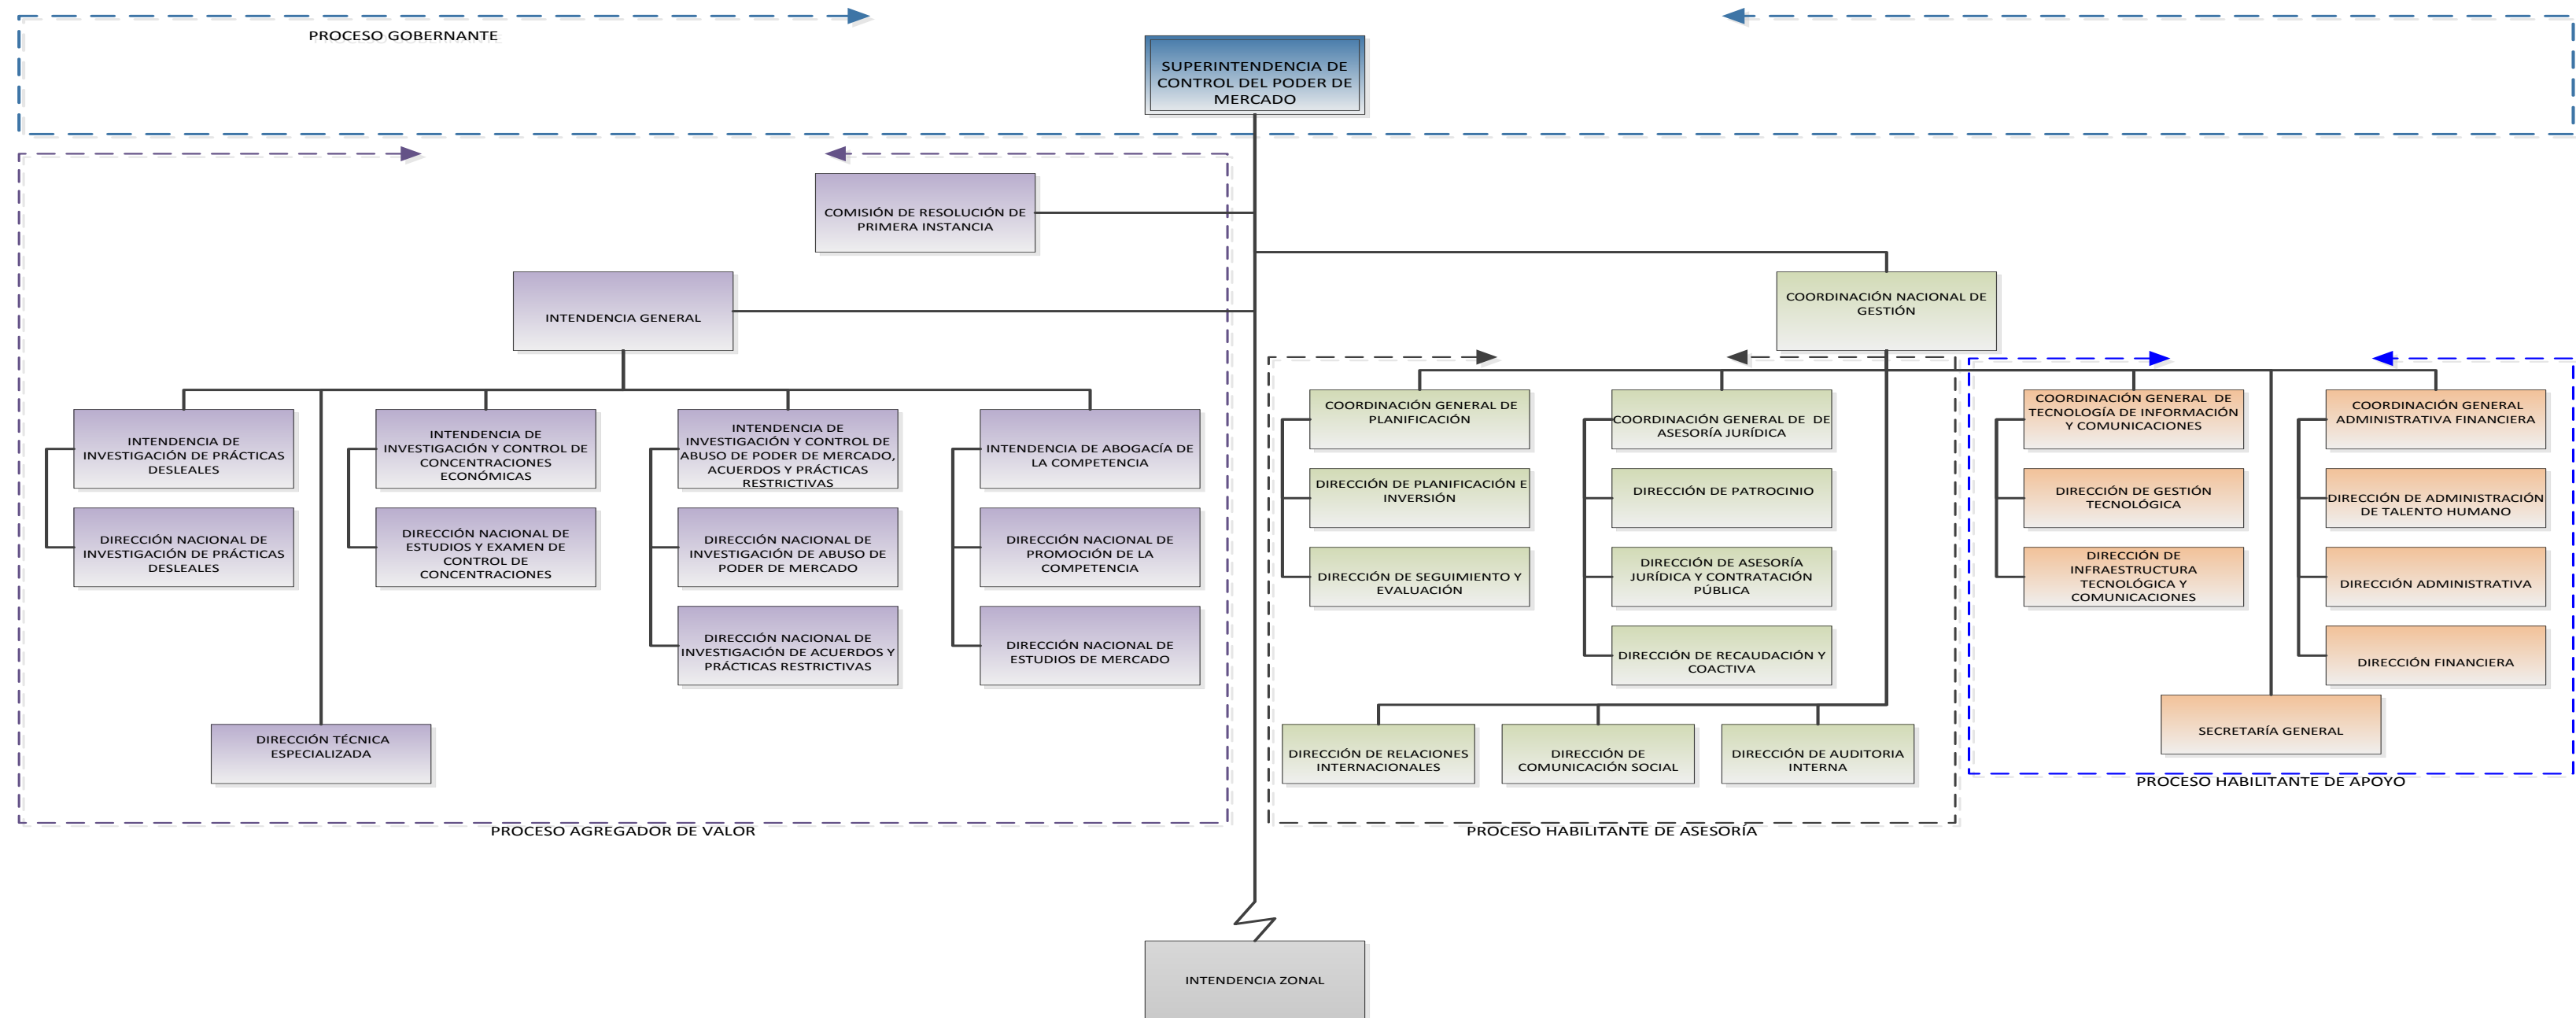 PROCESO GOBERNANTE
SUPERINTENDENCIA DE
CONTROL DEL PODER DE
MERCADO
COMISIÓN DE RESOLUCIÓN DE
PRIMERA INSTANCIA
INTENDENCIA GENERAL
COORDINACIÓN NACIONAL DE
GESTIÓN
INTENDENCIA DE
INVESTIGACIÓN DE PRÁCTICAS
DESLEALES
DIRECCIÓN NACIONAL DE
INVESTIGACIÓN DE PRÁCTICAS
DESLEALES
INTENDENCIA DE
INVESTIGACIÓN Y CONTROL DE
CONCENTRACIONES
ECONÓMICAS
DIRECCIÓN NACIONAL DE
ESTUDIOS Y EXAMEN DE
CONTROL DE
CONCENTRACIONES
INTENDENCIA DE
INVESTIGACIÓN Y CONTROL DE
ABUSO DE PODER DE MERCADO,
ACUERDOS Y PRÁCTICAS
RESTRICTIVAS
DIRECCIÓN NACIONAL DE
INVESTIGACIÓN DE ABUSO DE
PODER DE MERCADO
DIRECCIÓN NACIONAL DE
INVESTIGACIÓN DE ACUERDOS Y
PRÁCTICAS RESTRICTIVAS
INTENDENCIA DE ABOGACÍA DE
LA COMPETENCIA
DIRECCIÓN NACIONAL DE
PROMOCIÓN DE LA
COMPETENCIA
DIRECCIÓN NACIONAL DE
ESTUDIOS DE MERCADO
DIRECCIÓN TÉCNICA
ESPECIALIZADA
PROCESO AGREGADOR DE VALOR
COORDINACIÓN GENERAL DE
PLANIFICACIÓN
DIRECCIÓN DE PLANIFICACIÓN E
INVERSIÓN
DIRECCIÓN DE SEGUIMIENTO Y
EVALUACIÓN
COORDINACIÓN GENERAL DE  DE
ASESORÍA JURÍDICA
DIRECCIÓN DE PATROCINIO
DIRECCIÓN DE ASESORÍA
JURÍDICA Y CONTRATACIÓN
PÚBLICA
DIRECCIÓN DE RECAUDACIÓN Y
COACTIVA
DIRECCIÓN DE RELACIONES
INTERNACIONALES
DIRECCIÓN DE
COMUNICACIÓN SOCIAL
DIRECCIÓN DE AUDITORIA
INTERNA
PROCESO HABILITANTE DE ASESORÍA
COORDINACIÓN GENERAL  DE
TECNOLOGÍA DE INFORMACIÓN
Y COMUNICACIONES
DIRECCIÓN DE GESTIÓN
TECNOLÓGICA
DIRECCIÓN DE
INFRAESTRUCTURA
TECNOLÓGICA Y
COMUNICACIONES
COORDINACIÓN GENERAL
ADMINISTRATIVA FINANCIERA
DIRECCIÓN DE ADMINISTRACIÓN
DE TALENTO HUMANO
DIRECCIÓN ADMINISTRATIVA
DIRECCIÓN FINANCIERA
SECRETARÍA GENERAL
PROCESO HABILITANTE DE APOYO
INTENDENCIA ZONAL